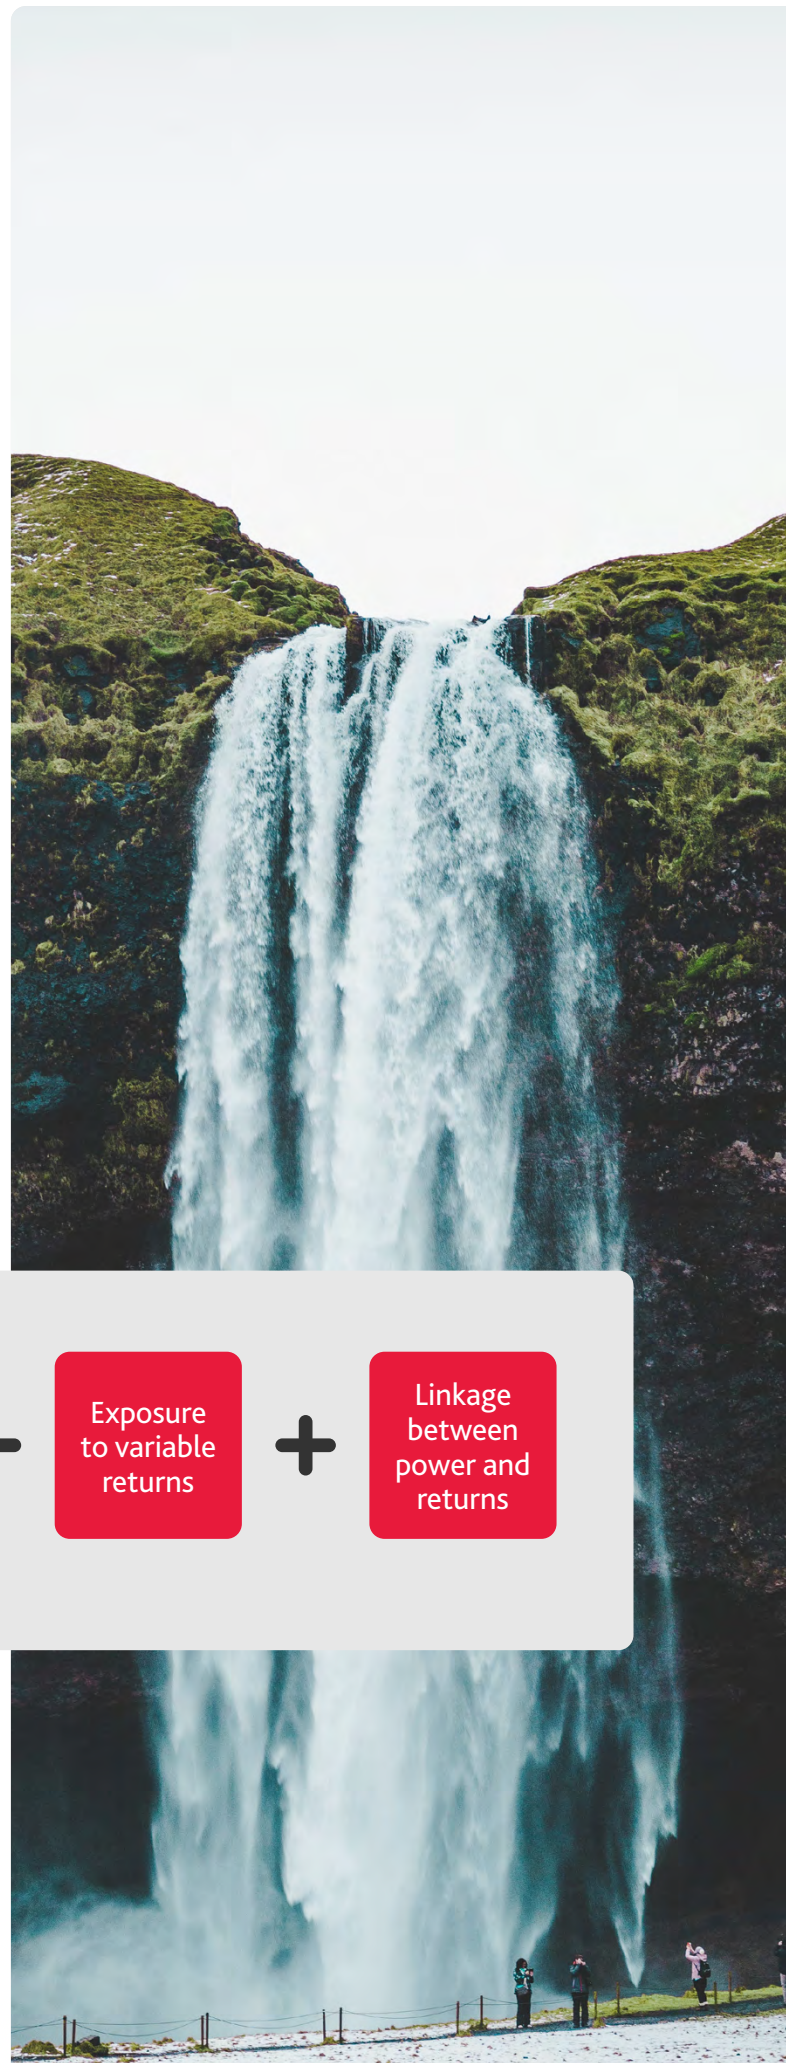 Exposure
to variable
returns
+
Linkage
between
power and
returns